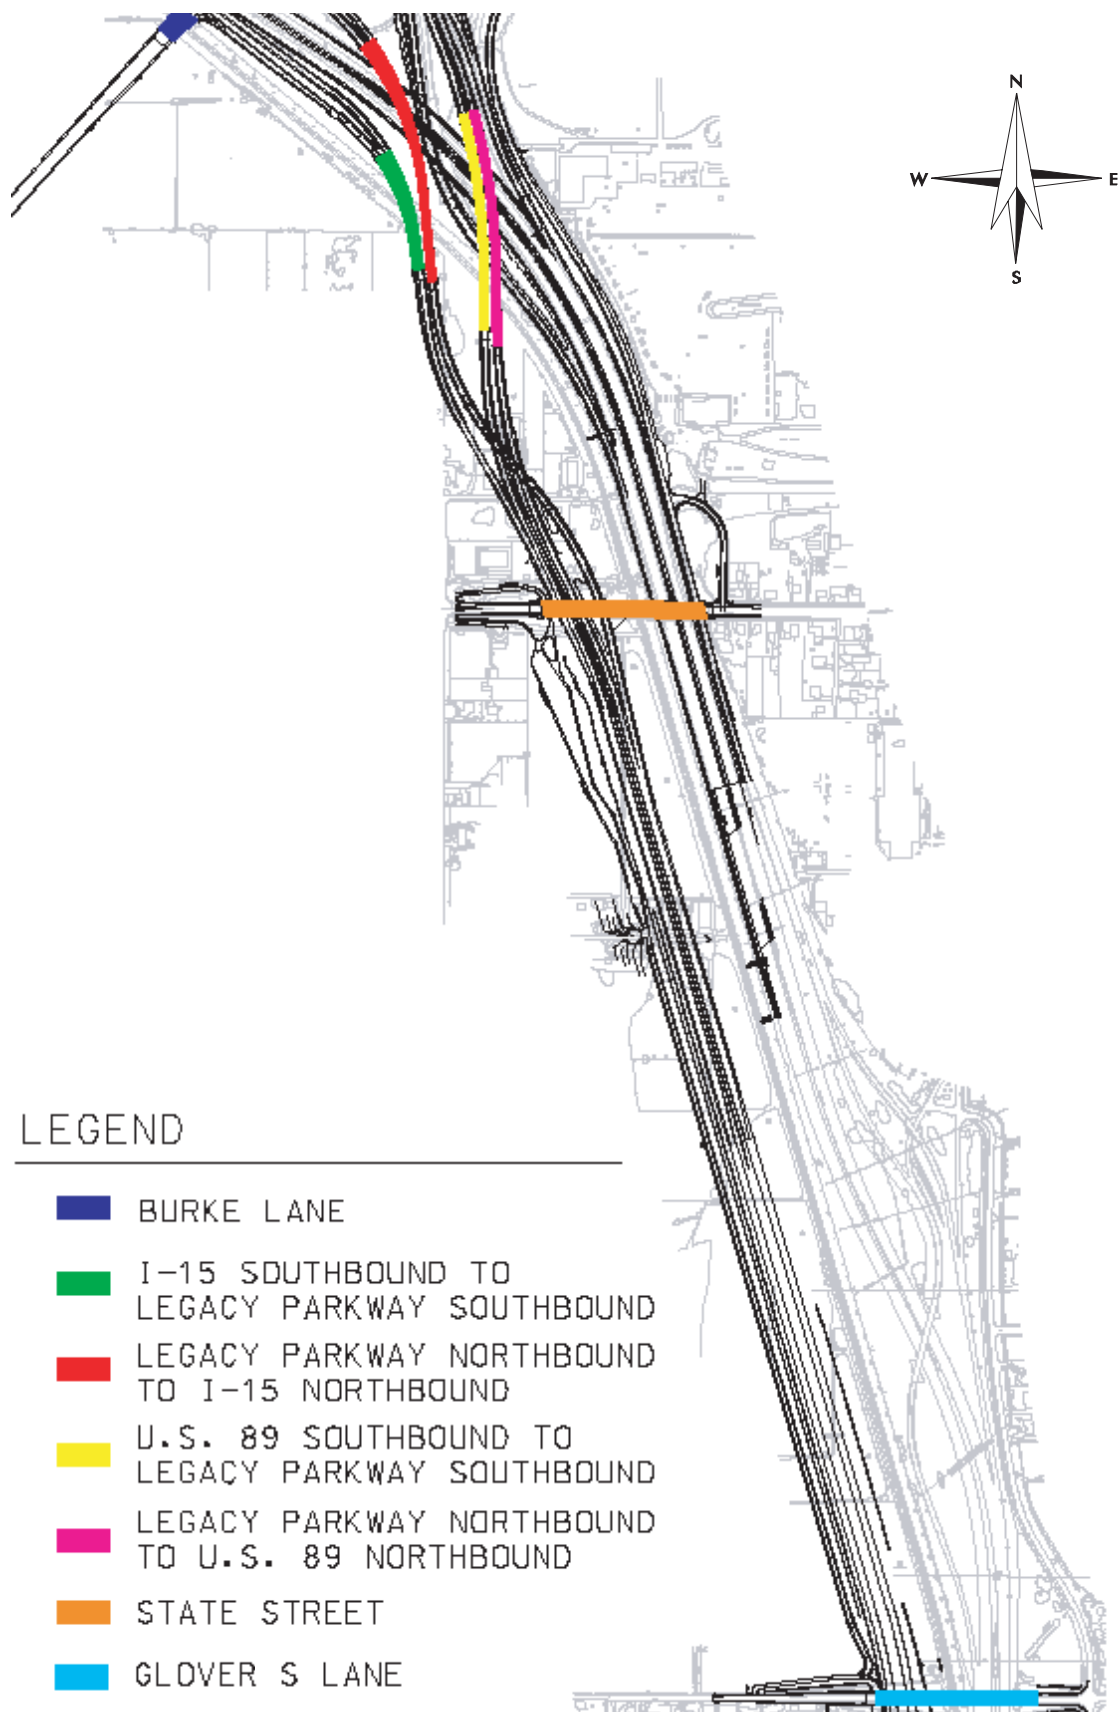 N
W E
S
LEGEND
BURKE LANE
I-15 SOUTHBOUND TO
LEGACY PARKWAY SOUTHBOUND
LEGACY PARKWAY NORTHBOUND
TO I-15 NORTHBOUND
U.S. 89 SOUTHBOUND TO
LEGACY PARKWAY SOUTHBOUND
LEGACY PARKWAY NORTHBOUND
TO U.S. 89 NORTHBOUND
STATE STREET
GLOVER S LANE